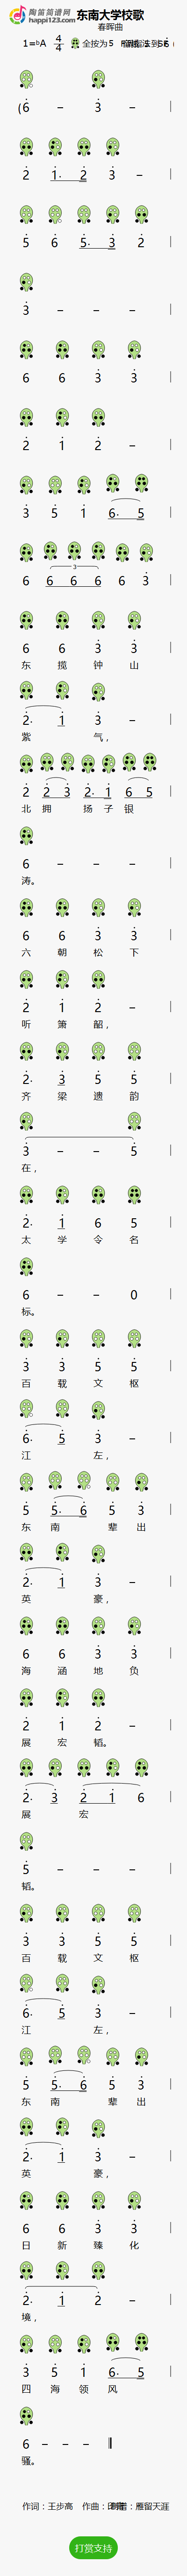 陶笛简谱网
happi123.com
东南大学校歌
春晖曲
1=ᵇA 4/4 全按为5
(6 – 3 –
2 1. 2 3 –
5 6 5. 3 2
3 – – –
6 6 3 3
2 1 2 –
3 5 1 6. 5
6 6 6 6 6 3
3
6 6 3 3
东 揽 钟 山
2. 1 3 –
紫 气,
2 2 3 2. 1 6 5
北 拥 扬 子 银
6 – – –
涛。
6 6 3 3
六 朝 松 下
2 1 2 –
听 箫 韶,
2. 3 5 5
齐 梁 遗 韵
3 – – 5
在,
2. 1 6 5
太 学 令 名
6 – – 0
标。
3 3 5 5
百 载 文 枢
6. 5 3 –
江 左,
5 5. 6 5 3
东 南 辈 出
2. 1 3 –
英 豪,
6 6 3 3
海 涵 地 负
2 1 2 –
展 宏 韬。
2. 3 2 1 6
展 宏
5 – – –
韬。
3 3 5 5
百 载 文 枢
6. 5 3 –
江 左,
5 5. 6 5 3
东 南 辈 出
2. 1 3 –
英 豪,
6 6 3 3
日 新 臻 化
2. 1 2 –
境,
3 5 1 6. 5
四 海 领 风
6 – – –
骚。
作词：王步高 作曲：印青
雁留天涯
打赏支持